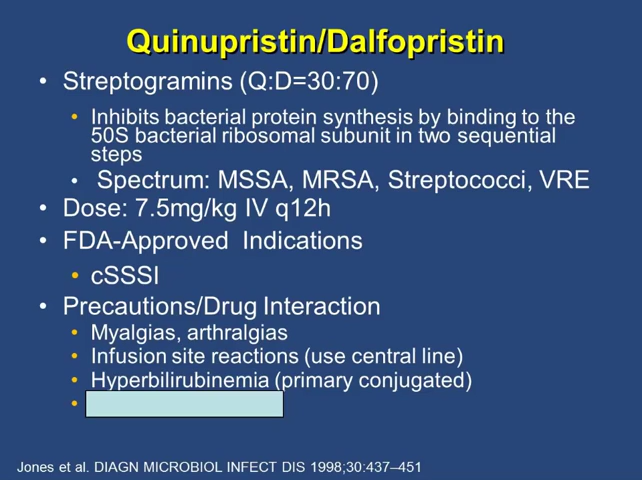 Quinupristin/Dalfopristin
• Streptogramins (Q:D=30:70)
• Inhibits bacterial protein synthesis by binding to the
50S bacterial ribosomal subunit in two sequential
steps
• Spectrum: MSSA, MRSA, Streptococci, VRE
• Dose: 7.5mg/kg IV q12h
• FDA-Approved Indications
• cSSSI
• Precautions/Drug Interaction
• Myalgias, arthralgias
• Infusion site reactions (use central line)
• Hyperbilirubinemia (primary conjugated)
•
Jones et al. DIAGN MICROBIOL INFECT DIS 1998;30:437–451